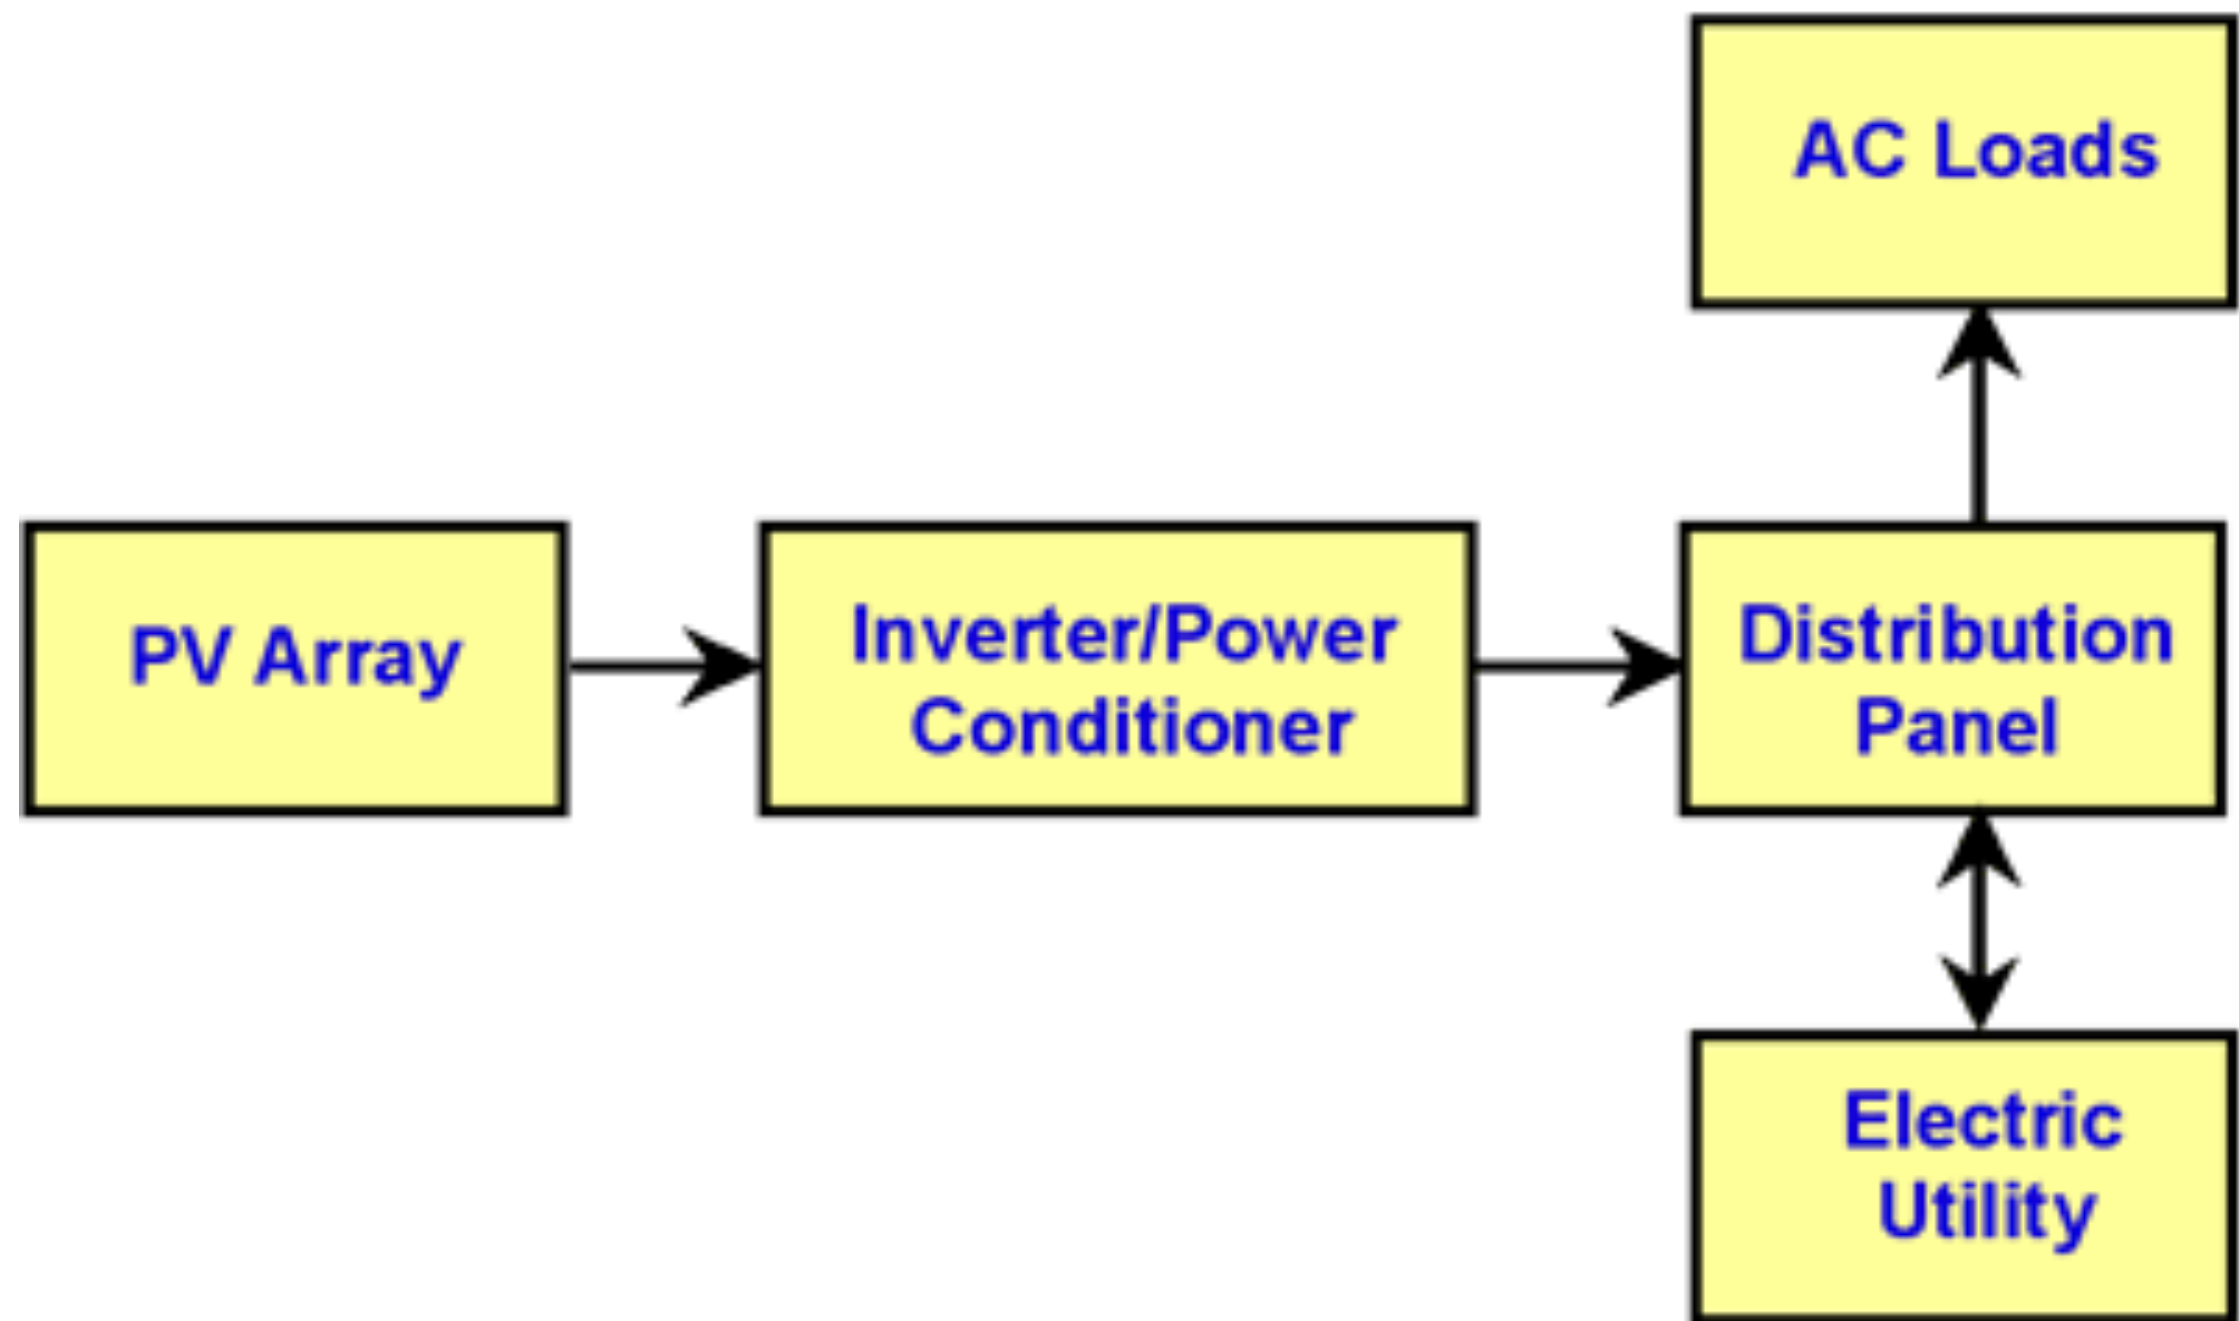 AC Loads
PV Array
Inverter/Power
Conditioner
Distribution
Panel
Electric
Utility